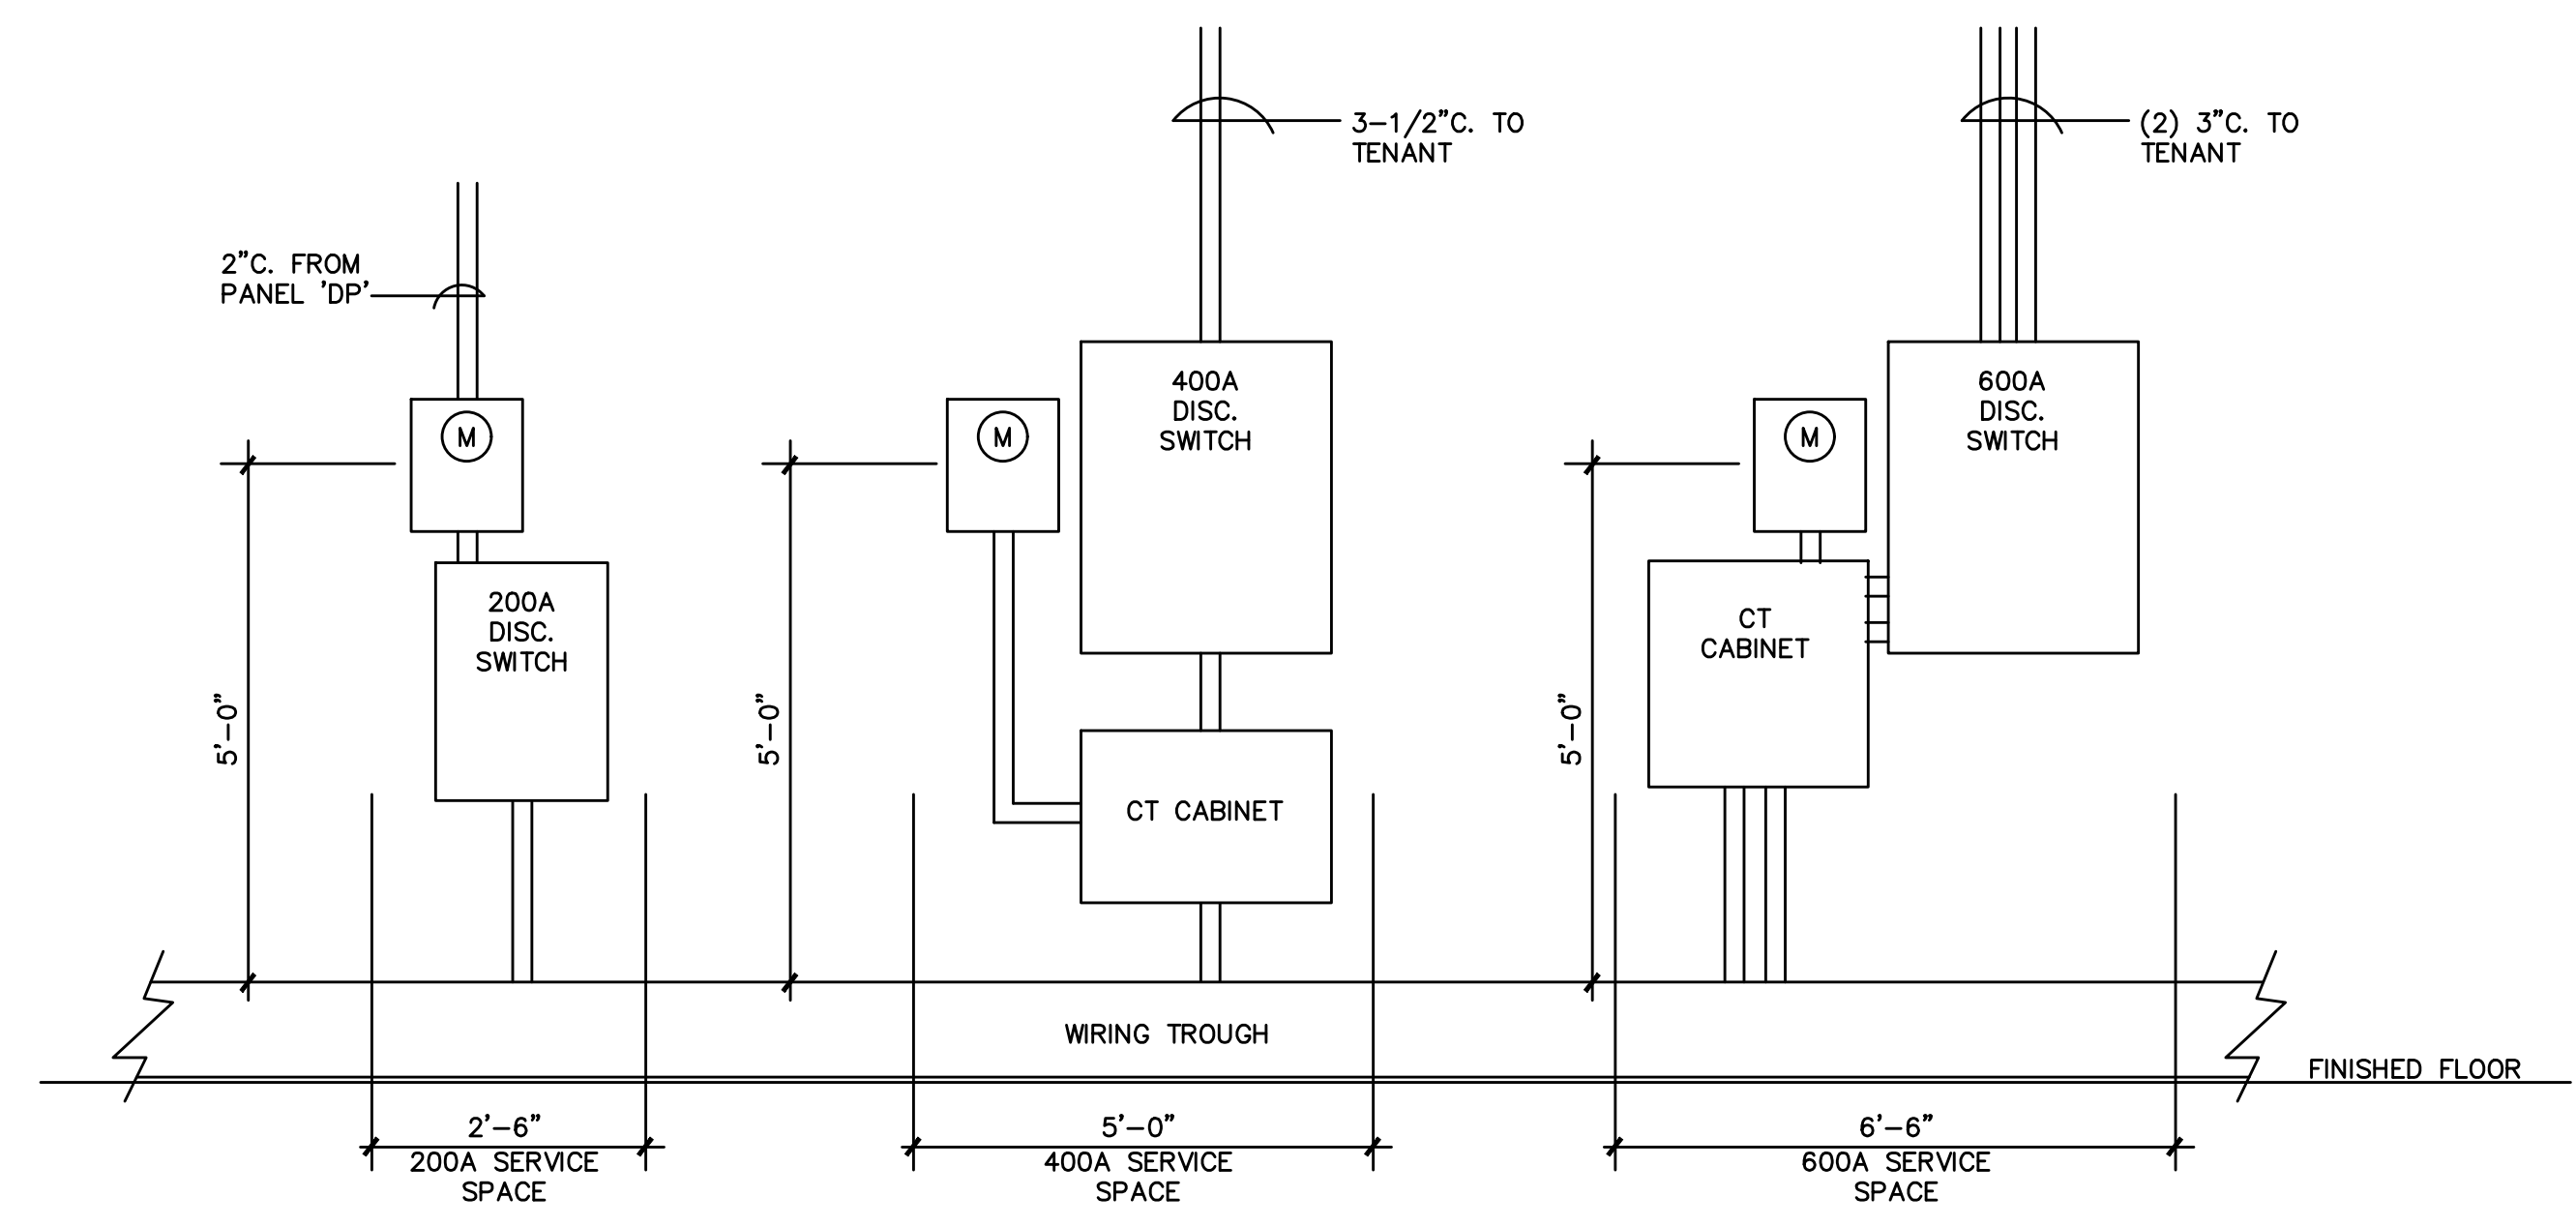 3-1/2"C. TO
TENANT
(2) 3"C. TO
TENANT
2"C. FROM
PANEL 'DP'
M
200A
DISC.
SWITCH
5'-0"
M
400A
DISC.
SWITCH
5'-0"
CT CABINET
M
600A
DISC.
SWITCH
CT
CABINET
5'-0"
WIRING TROUGH
FINISHED FLOOR
2'-6"
200A SERVICE
SPACE
5'-0"
400A SERVICE
SPACE
6'-6"
600A SERVICE
SPACE